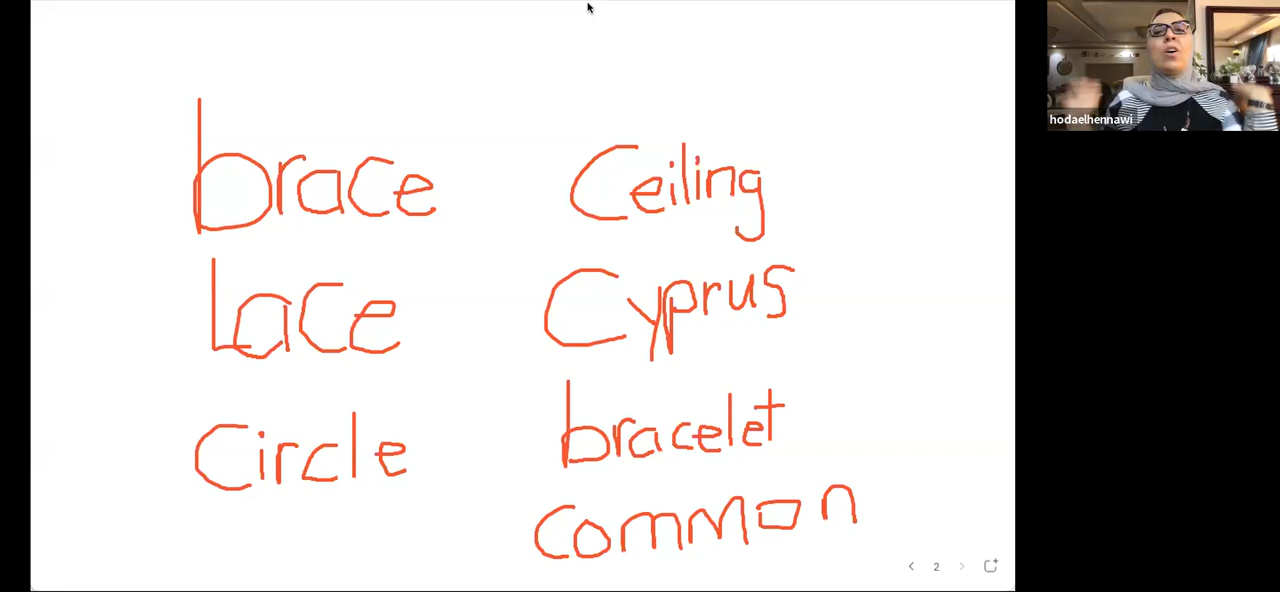 brace
Lace
Circle
Ceiling
Cyprus
bracelet
common
2
hodaelhennawi